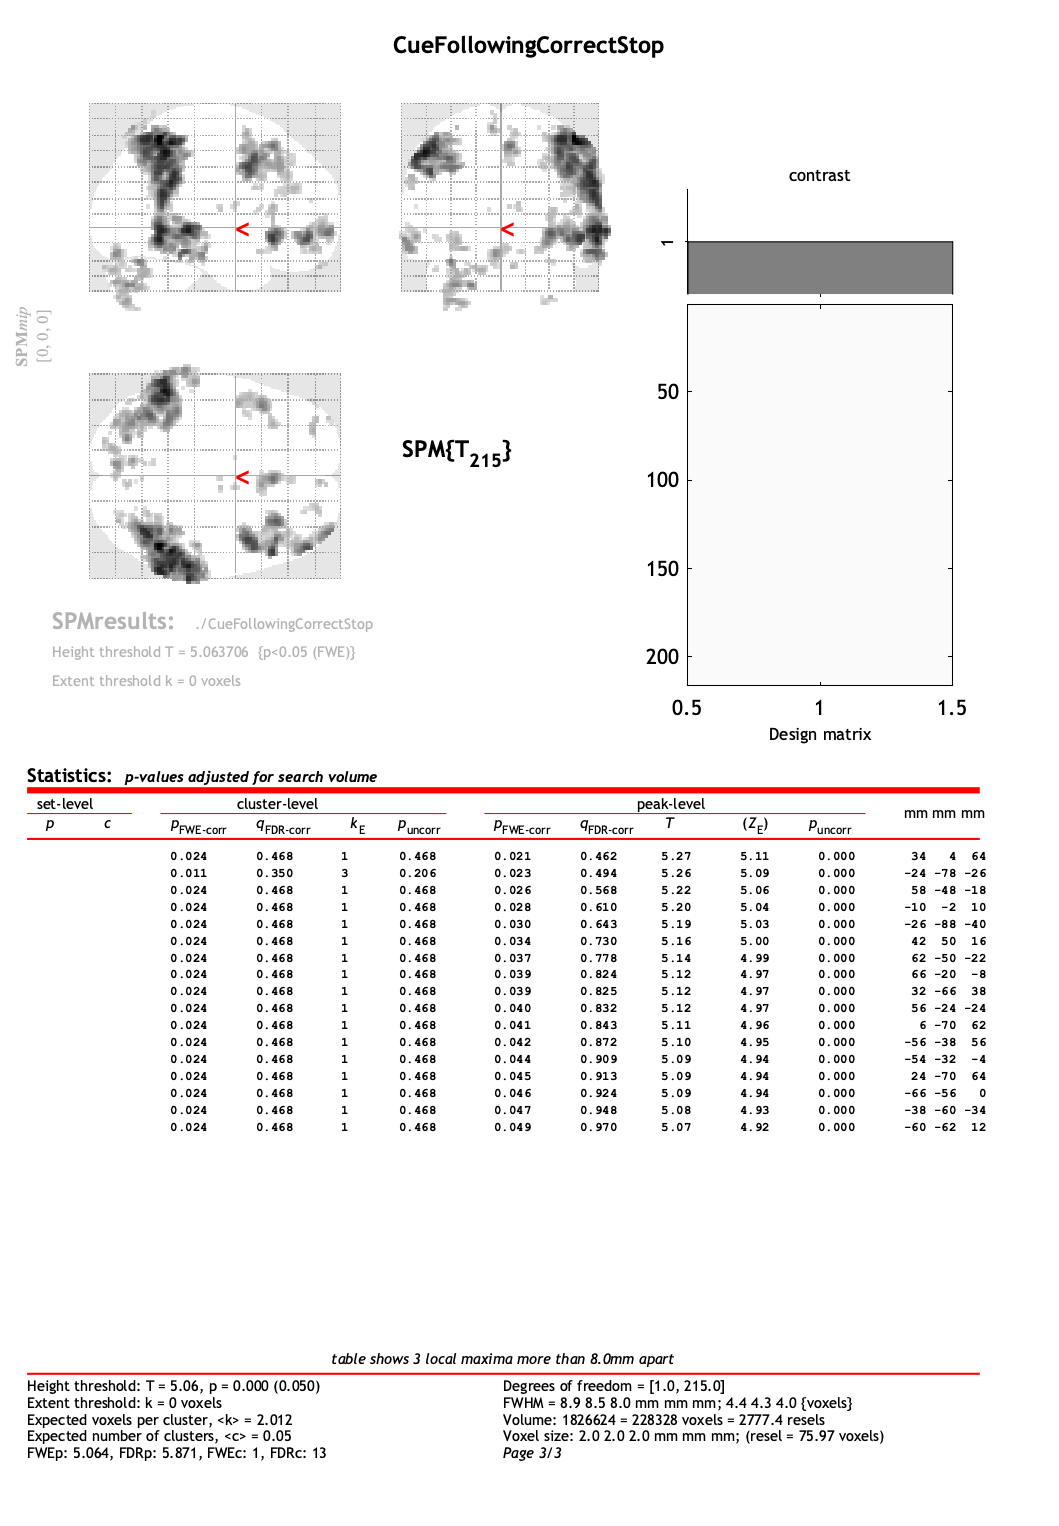 CueFollowingCorrectStop
contrast
1
SPMmip
[0, 0, 0]
<
<
<
SPM{T215}
50
100
150
200
0.5 1 1.5
Design matrix
SPMresults: ./CueFollowingCorrectStop
Height threshold T = 5.063706 {p<0.05 (FWE)}
Extent threshold k = 0 voxels
Statistics: p-values adjusted for search volume
set-level cluster-level peak-level
mm mm mm
p c pFWE-corr qFDR-corr kE puncorr pFWE-corr qFDR-corr T (ZE) puncorr
0.024 0.468 1 0.468 0.021 0.462 5.27 5.11 0.000 34 4 64
0.011 0.350 3 0.206 0.023 0.494 5.26 5.09 0.000 -24 -78 -26
0.024 0.468 1 0.468 0.026 0.568 5.22 5.06 0.000 58 -48 -18
0.024 0.468 1 0.468 0.028 0.610 5.20 5.04 0.000 -10 -2 10
0.024 0.468 1 0.468 0.030 0.643 5.19 5.03 0.000 -26 -88 -40
0.024 0.468 1 0.468 0.034 0.730 5.16 5.00 0.000 42 50 16
0.024 0.468 1 0.468 0.037 0.778 5.14 4.99 0.000 62 -50 -22
0.024 0.468 1 0.468 0.039 0.824 5.12 4.97 0.000 66 -20 -8
0.024 0.468 1 0.468 0.039 0.825 5.12 4.97 0.000 32 -66 38
0.024 0.468 1 0.468 0.040 0.832 5.12 4.97 0.000 56 -24 -24
0.024 0.468 1 0.468 0.041 0.843 5.11 4.96 0.000 6 -70 62
0.024 0.468 1 0.468 0.042 0.872 5.10 4.95 0.000 -56 -38 56
0.024 0.468 1 0.468 0.044 0.909 5.09 4.94 0.000 -54 -32 -4
0.024 0.468 1 0.468 0.045 0.913 5.09 4.94 0.000 24 -70 64
0.024 0.468 1 0.468 0.046 0.924 5.09 4.94 0.000 -66 -56 0
0.024 0.468 1 0.468 0.047 0.948 5.08 4.93 0.000 -38 -60 -34
0.024 0.468 1 0.468 0.049 0.970 5.07 4.92 0.000 -60 -62 12
table shows 3 local maxima more than 8.0mm apart
Height threshold: T = 5.06, p = 0.000 (0.050)
Extent threshold: k = 0 voxels
Expected voxels per cluster, <k> = 2.012
Expected number of clusters, <c> = 0.05
FWEp: 5.064, FDRp: 5.871, FWEc: 1, FDRc: 13
Degrees of freedom = [1.0, 215.0]
FWHM = 8.9 8.5 8.0 mm mm mm; 4.4 4.3 4.0 {voxels}
Volume: 1826624 = 228328 voxels = 2777.4 resels
Voxel size: 2.0 2.0 2.0 mm mm mm; (resel = 75.97 voxels)
Page 3/3